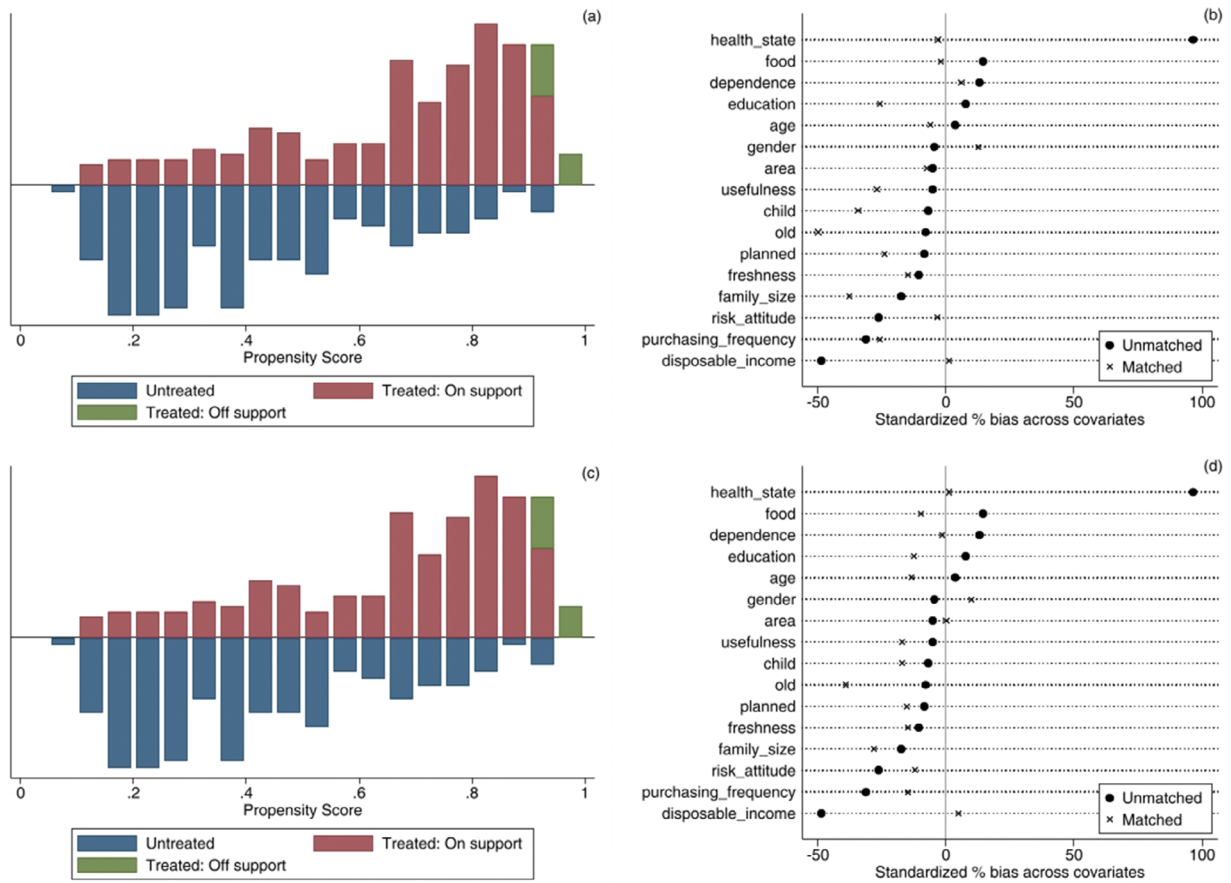 (a)
0 .2 .4 .6 .8 1
Propensity Score
Untreated Treated: On support
Treated: Off support
(b)
health_state
food
dependence
education
age
gender
area
usefulness
child
old
planned
freshness
family_size
risk_attitude
purchasing_frequency
disposable_income
Unmatched
Matched
-50 0 50 100
Standardized % bias across covariates
(c)
0 .2 .4 .6 .8 1
Propensity Score
Untreated Treated: On support
Treated: Off support
(d)
health_state
food
dependence
education
age
gender
area
usefulness
child
old
planned
freshness
family_size
risk_attitude
purchasing_frequency
disposable_income
Unmatched
Matched
-50 0 50 100
Standardized % bias across covariates